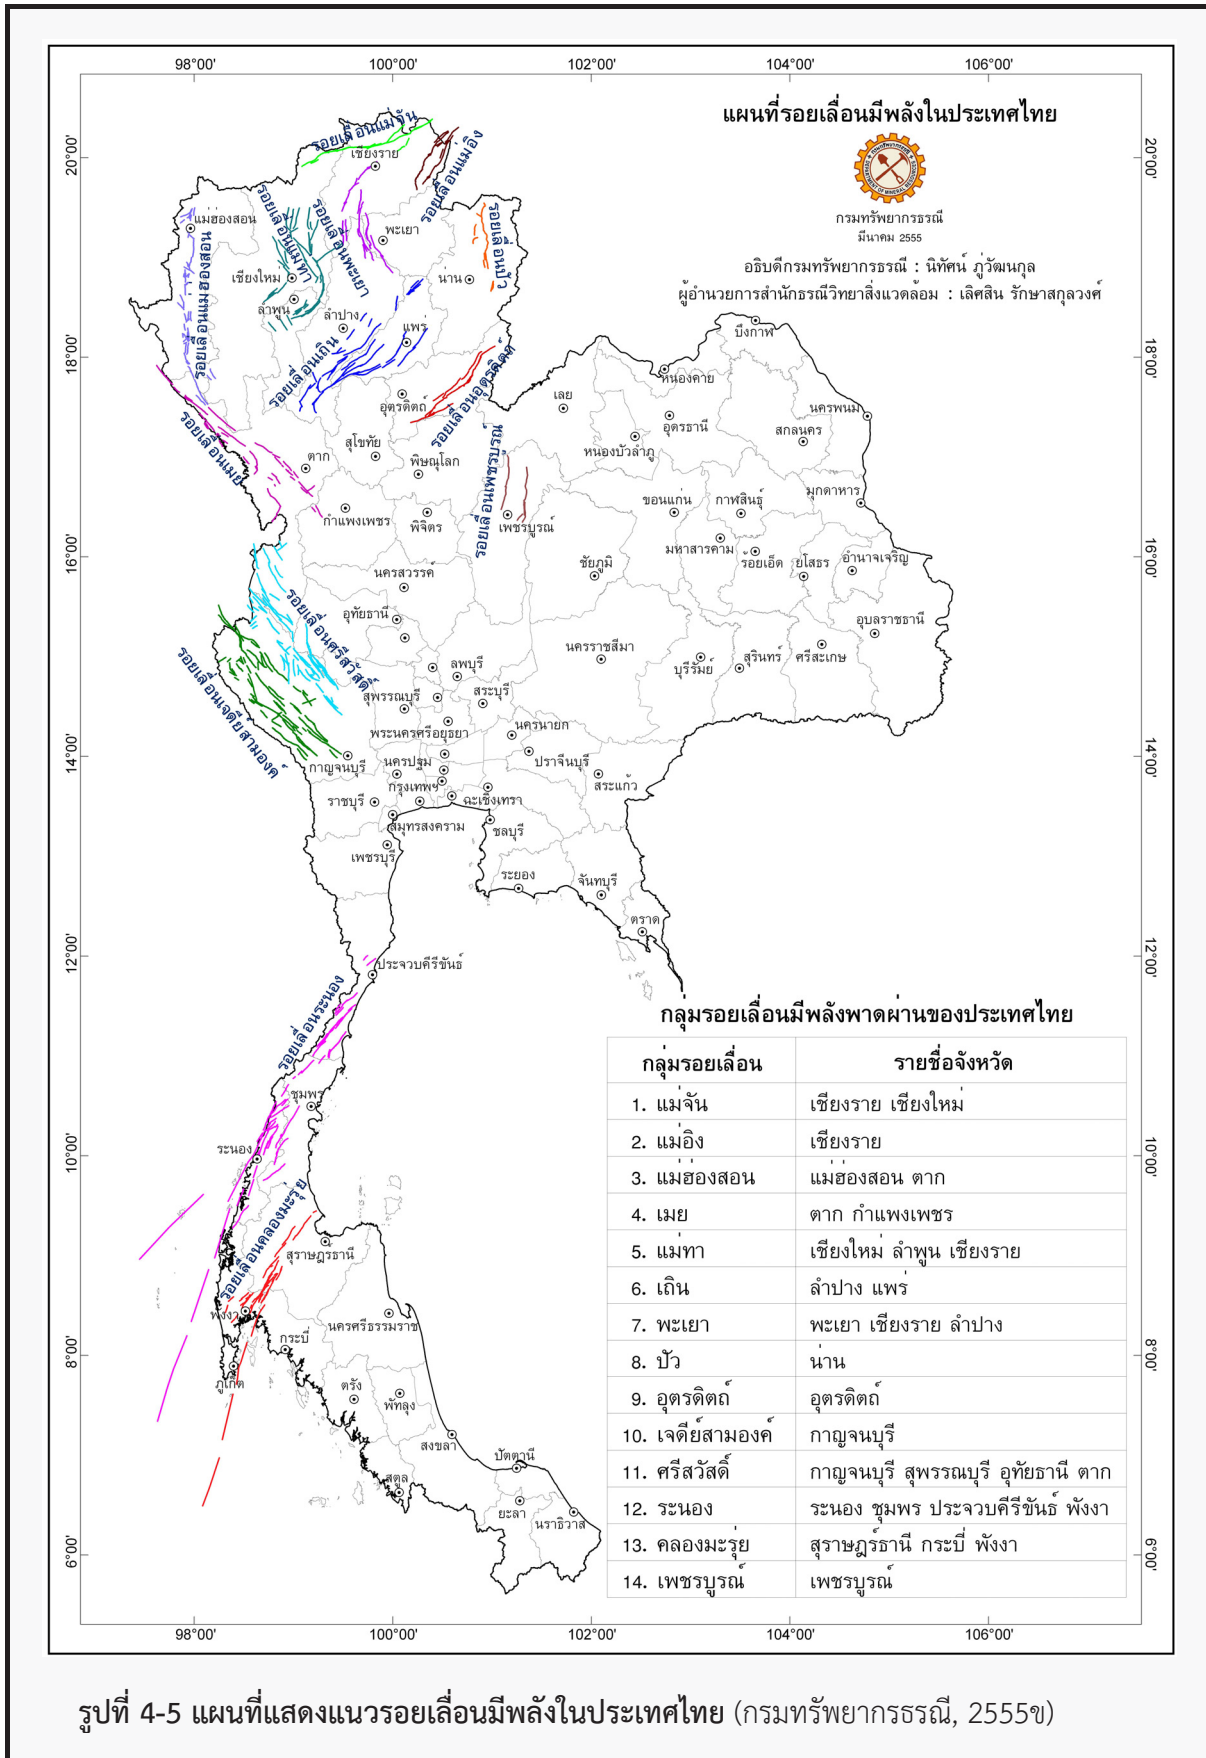 98°00' 100°00' 102°00' 104°00' 106°00'
แผนที่รอยเลื่อนมีพลังในประเทศไทย
กรมทรัพยากรธรณี
DEPARTMENT OF MINERAL RESOURCES
กรมทรัพยากรธรณี
มีนาคม 2555
อธิบดีกรมทรัพยากรธรณี : นิทัศน์ ภู่วัฒนกุล
ผู้อำนวยการสำนักธรณีวิทยาสิ่งแวดล้อม : เลิศสิน รักษาสกุลวงศ์
20°00' 20°00'
18°00' 18°00'
16°00' 16°00'
14°00' 14°00'
12°00' 12°00'
10°00' 10°00'
8°00' 8°00'
6°00' 6°00'
รอยเลื่อนแม่จัน
เชียงราย
รอยเลื่อนแม่อิง
แม่ฮ่องสอน
รอยเลื่อนแม่ทา
รอยเลื่อนพะเยา
พะเยา
รอยเลื่อนปัว
รอยเลื่อนแม่ฮ่องสอน
เชียงใหม่
น่าน
ลำพูน
ลำปาง
แพร่
บึงกาฬ
รอยเลื่อนเถิน
รอยเลื่อนอุตรดิตถ์
หนองคาย
อุตรดิตถ์
เลย
นครพนม
อุดรธานี
สกลนคร
รอยเลื่อนเมย
สุโขทัย
หนองบัวลำภู
ตาก
พิษณุโลก
รอยเลื่อนเพชรบูรณ์
กำแพงเพชร
พิจิตร
เพชรบูรณ์
ขอนแก่น
กาฬสินธุ์
มุกดาหาร
มหาสารคาม
ร้อยเอ็ด
ยโสธร
อำนาจเจริญ
ชัยภูมิ
นครสวรรค์
รอยเลื่อนศรีสวัสดิ์
อุทัยธานี
อุบลราชธานี
รอยเลื่อนเจดีย์สามองค์
นครราชสีมา
บุรีรัมย์
สุรินทร์
ศรีสะเกษ
ลพบุรี
สุพรรณบุรี
สระบุรี
พระนครศรีอยุธยา
นครนายก
กาญจนบุรี
นครปฐม
ปราจีนบุรี
สระแก้ว
ราชบุรี
กรุงเทพฯ
ฉะเชิงเทรา
สมุทรสงคราม
ชลบุรี
เพชรบุรี
ระยอง
จันทบุรี
ตราด
ประจวบคีรีขันธ์
รอยเลื่อนระนอง
ชุมพร
ระนอง
รอยเลื่อนคลองมะรุ่ย
สุราษฎร์ธานี
พังงา
นครศรีธรรมราช
กระบี่
ภูเก็ต
ตรัง
พัทลุง
สงขลา
ปัตตานี
สตูล
ยะลา
นราธิวาส
กลุ่มรอยเลื่อนมีพลังพาดผ่านของประเทศไทย
กลุ่มรอยเลื่อน รายชื่อจังหวัด
1. แม่จัน เชียงราย เชียงใหม่
2. แม่อิง เชียงราย
3. แม่ฮ่องสอน แม่ฮ่องสอน ตาก
4. เมย ตาก กำแพงเพชร
5. แม่ทา เชียงใหม่ ลำพูน เชียงราย
6. เถิน ลำปาง แพร่
7. พะเยา พะเยา เชียงราย ลำปาง
8. ปัว น่าน
9. อุตรดิตถ์ อุตรดิตถ์
10. เจดีย์สามองค์ กาญจนบุรี
11. ศรีสวัสดิ์ กาญจนบุรี สุพรรณบุรี อุทัยธานี ตาก
12. ระนอง ระนอง ชุมพร ประจวบคีรีขันธ์ พังงา
13. คลองมะรุ่ย สุราษฎร์ธานี กระบี่ พังงา
14. เพชรบูรณ์ เพชรบูรณ์
98°00' 100°00' 102°00' 104°00' 106°00'
รูปที่ 4-5 แผนที่แสดงแนวรอยเลื่อนมีพลังในประเทศไทย (กรมทรัพยากรธรณี, 2555ข)